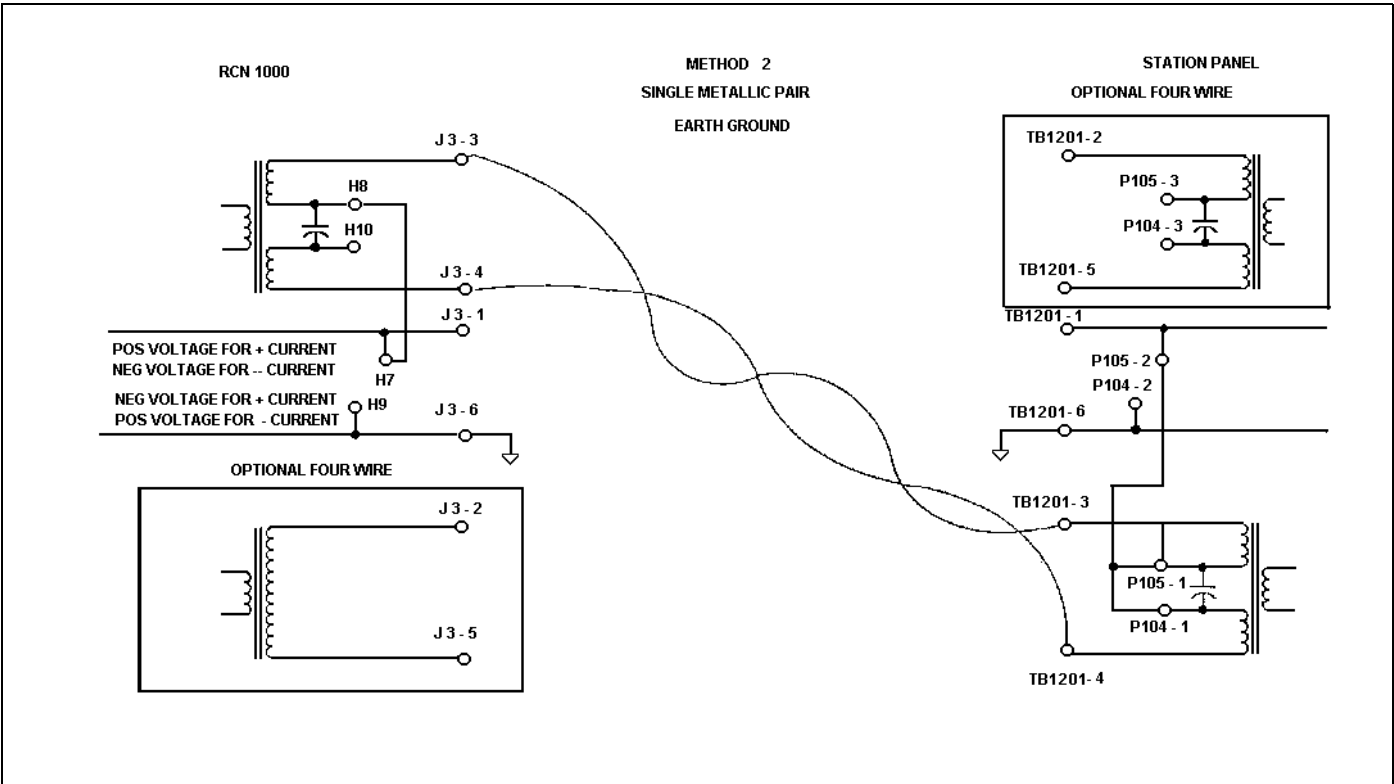 RCN 1000
METHOD 2
SINGLE METALLIC PAIR
EARTH GROUND
STATION PANEL
OPTIONAL FOUR WIRE
J3-3
H8
H10
J3-4
J3-1
POS VOLTAGE FOR + CURRENT
NEG VOLTAGE FOR -- CURRENT
H7
NEG VOLTAGE FOR + CURRENT
POS VOLTAGE FOR - CURRENT
H9
J3-6
OPTIONAL FOUR WIRE
J3-2
J3-5
TB1201-2
P105-3
P104-3
TB1201-5
TB1201-1
P105-2
P104-2
TB1201-6
TB1201-3
P105-1
P104-1
TB1201-4